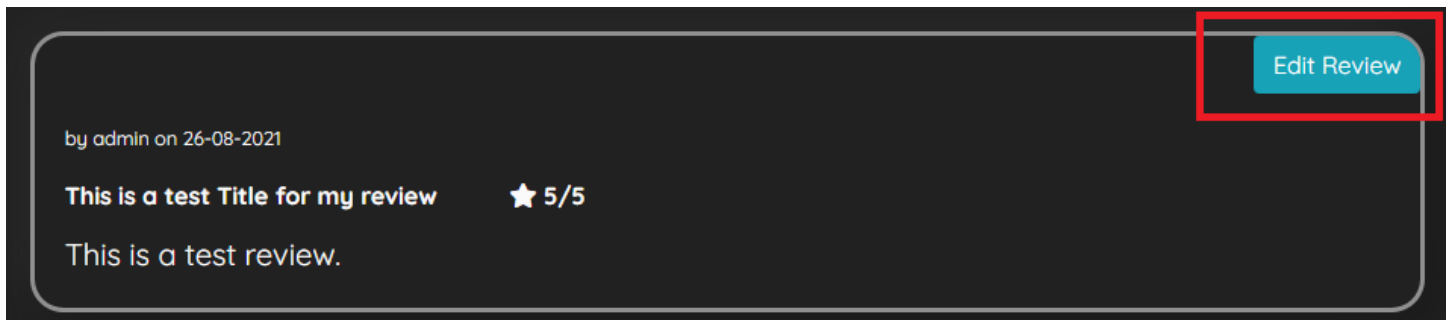 Edit Review
by admin on 26-08-2021
This is a test Title for my review ★ 5/5
This is a test review.